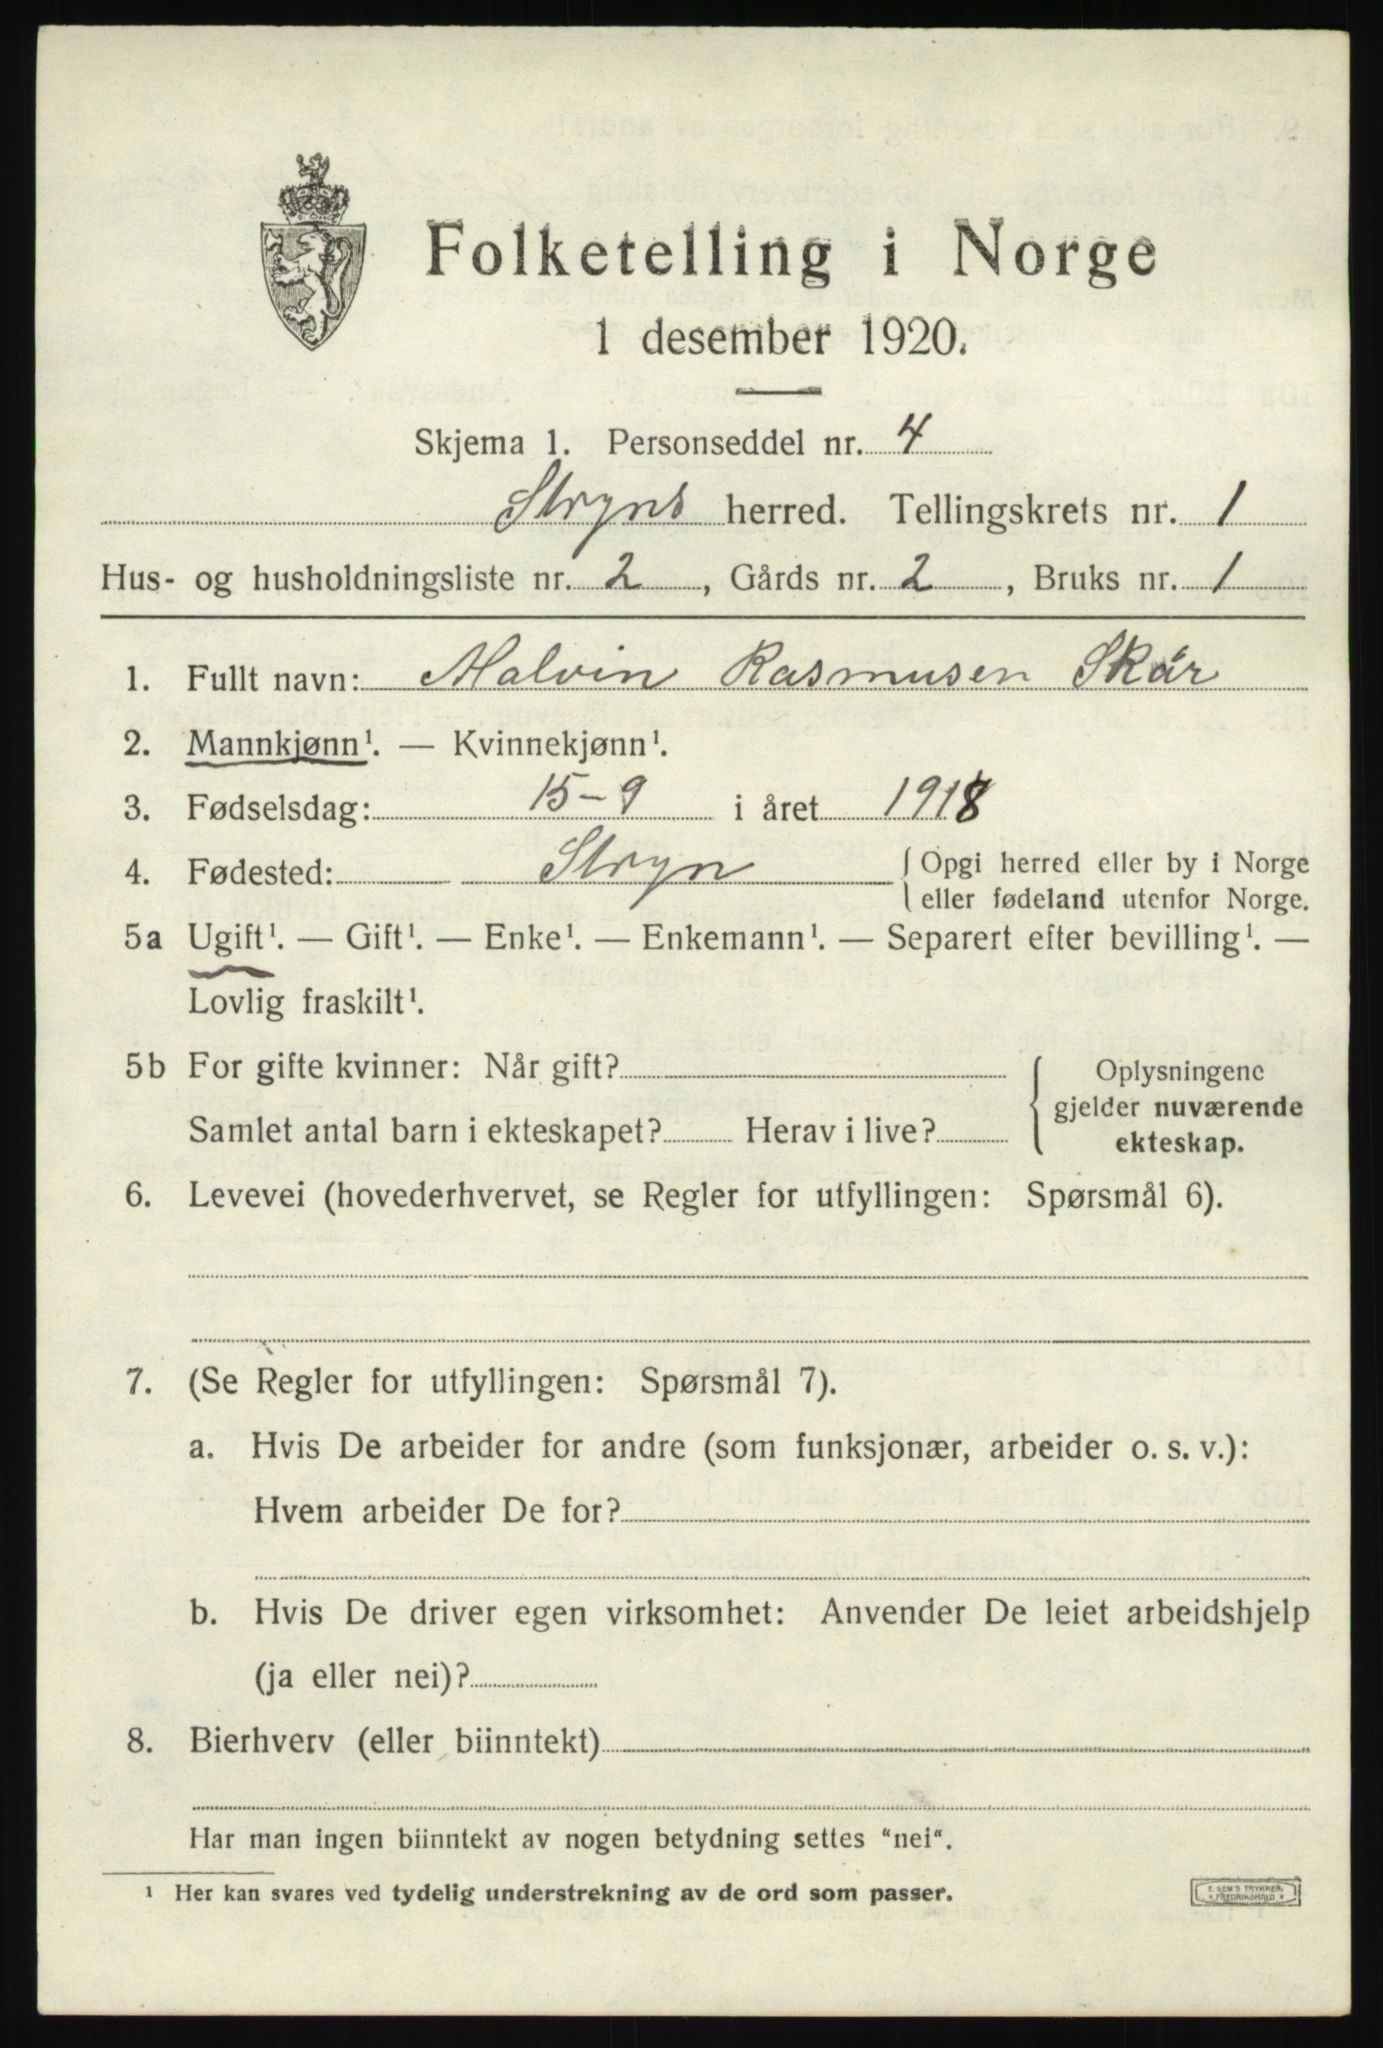 Folketelling i Norge
1 desember 1920.
Skjema 1. Personseddel nr. 4
Stryns herred. Tellingskrets nr. 1
Hus- og husholdningsliste nr. 2, Gårds nr. 2, Bruks nr. 1
1. Fullt navn: Malvin Rasmusen Skår
2. Mannkjønn¹. — Kvinnekjønn¹.
3. Fødselsdag: 15-9 i året 1918
4. Fødested: Stryn { Opgi herred eller by i Norge
eller fødeland utenfor Norge.
5a Ugift¹. — Gift¹. — Enke¹. — Enkemann¹. — Separert efter bevilling¹. —
Lovlig fraskilt¹.
5b For gifte kvinner: Når gift? { Oplysningene
gjelder nuværende
Samlet antal barn i ekteskapet? Herav i live?
ekteskap.
6. Levevei (hovederhvervet, se Regler for utfyllingen: Spørsmål 6).
7. (Se Regler for utfyllingen: Spørsmål 7).
a. Hvis De arbeider for andre (som funksjonær, arbeider o. s. v.):
Hvem arbeider De for?
b. Hvis De driver egen virksomhet: Anvender De leiet arbeidshjelp
(ja eller nei)?
8. Bierhverv (eller biinntekt)
Har man ingen biinntekt av nogen betydning settes "nei".
¹ Her kan svares ved tydelig understrekning av de ord som passer.
E. SEM'S TRYKKERI,
FREDRIKSHALD